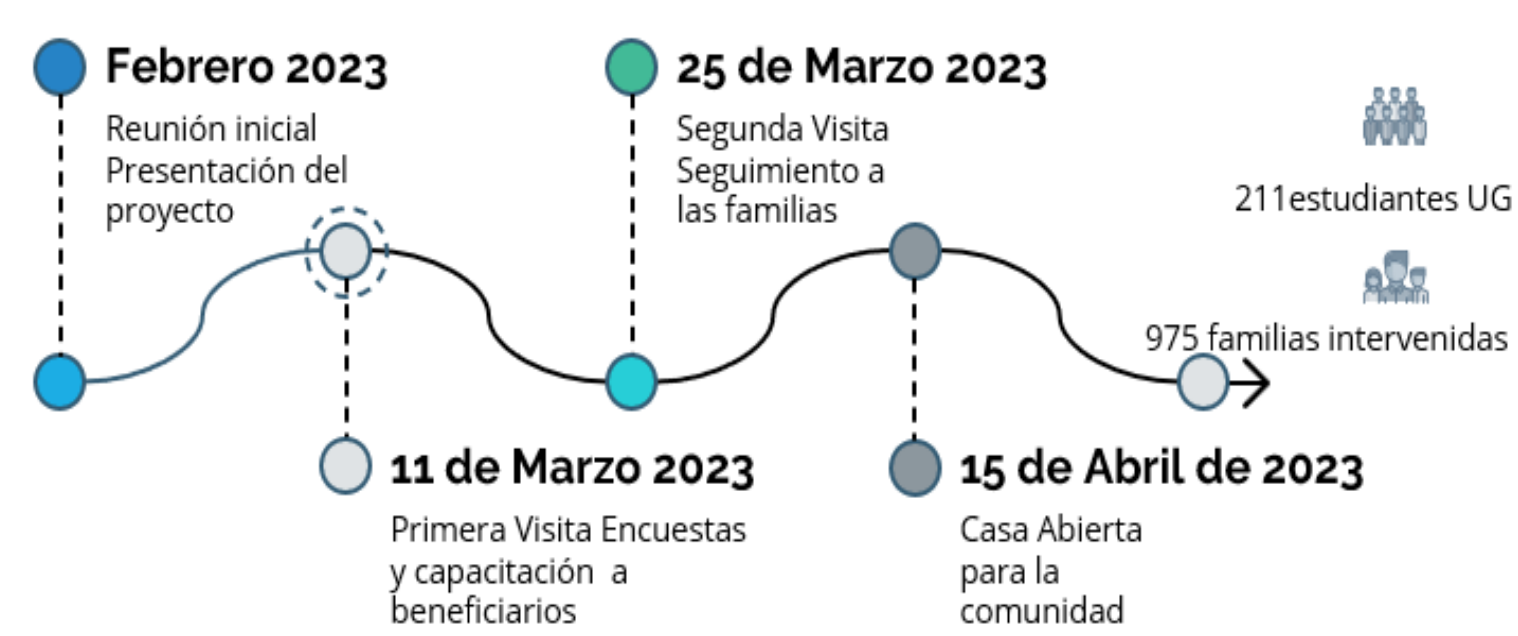 Febrero 2023
Reunión inicial
Presentación del
proyecto
11 de Marzo 2023
Primera Visita Encuestas
y capacitación a
beneficiarios
25 de Marzo 2023
Segunda Visita
Seguimiento a
las familias
15 de Abril de 2023
Casa Abierta
para la
comunidad
211estudiantes UG
975 familias intervenidas